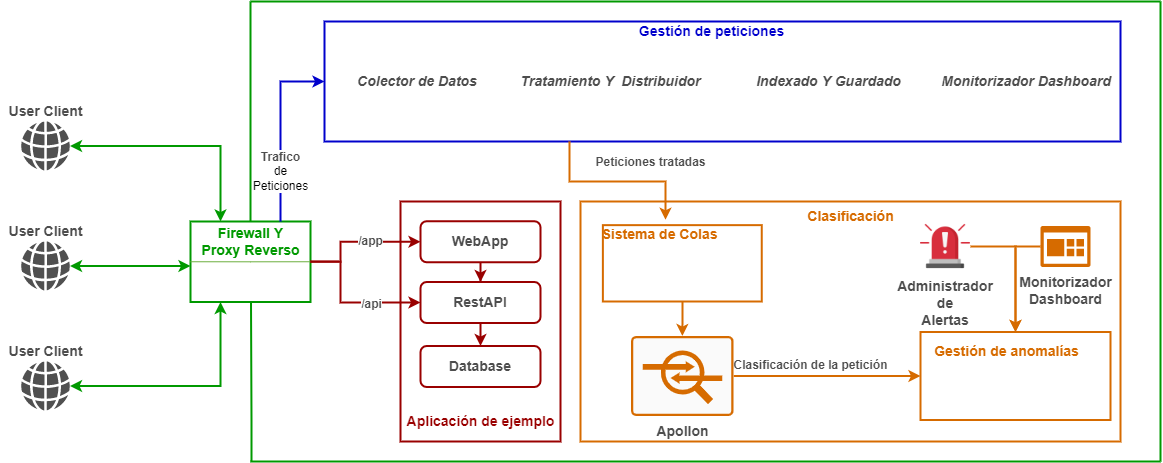 User Client
User Client
User Client
Firewall Y
Proxy Reverso
Trafico
de
Peticiones
Gestión de peticiones
Colector de Datos
Tratamiento Y Distribuidor
Indexado Y Guardado
Monitorizador Dashboard
Peticiones tratadas
/app
/api
WebApp
RestAPI
Database
Aplicación de ejemplo
Clasificación
Sistema de Colas
Apollon
Clasificación de la petición
Administrador
de
Alertas
Monitorizador
Dashboard
Gestión de anomalías